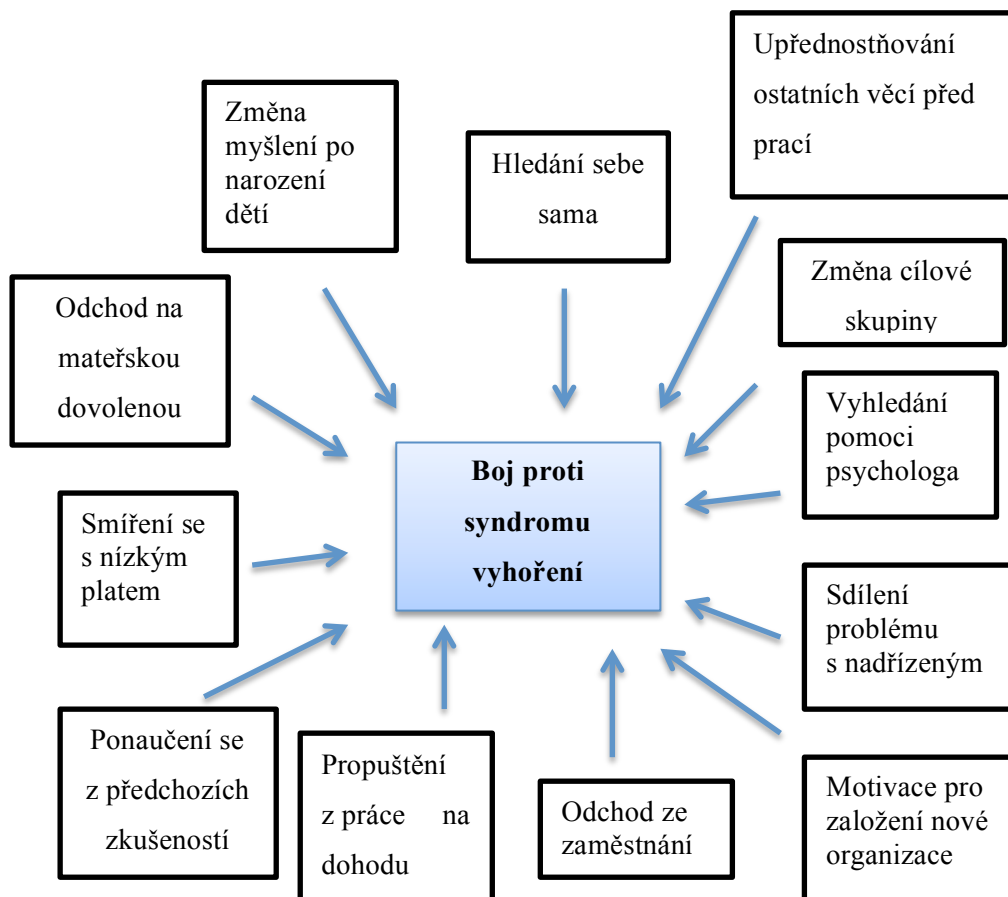 Upřednostňování
ostatních věcí před
prací
Změna
myšlení po
narození
dětí
Hledání sebe
sama
Změna cílové
skupiny
Odchod na
mateřskou
dovolenou
Vyhledání
pomoci
psychologa
Boj proti
syndromu
vyhoření
Smíření se
s nízkým
platem
Sdílení
problému
s nadřízeným
Ponaučení se
z předchozích
zkušeností
Propuštění
z práce na
dohodu
Odchod ze
zaměstnání
Motivace pro
založení nové
organizace